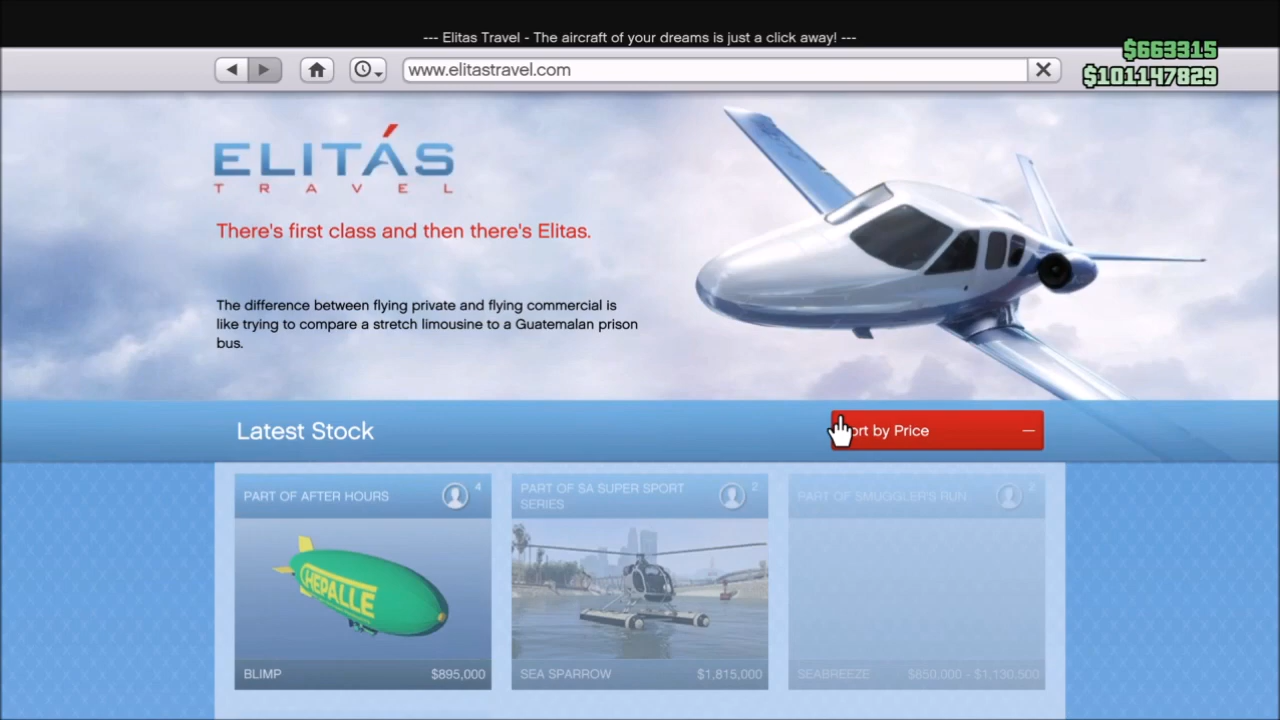 --- Elitas Travel - The aircraft of your dreams is just a click away! ---
$663315
www.elitastravel.com
$101147829
ELITÁS
TRAVEL
There's first class and then there's Elitas.
The difference between flying private and flying commercial is
like trying to compare a stretch limousine to a Guatemalan prison
bus.
Latest Stock
ort by Price
PART OF AFTER HOURS 4
PART OF SA SUPER SPORT
SERIES 2
PART OF SMUGGLER'S RUN 2
HEPALLE
BLIMP $895,000
SEA SPARROW $1,815,000
SEABREEZE $850,000 - $1,130,500